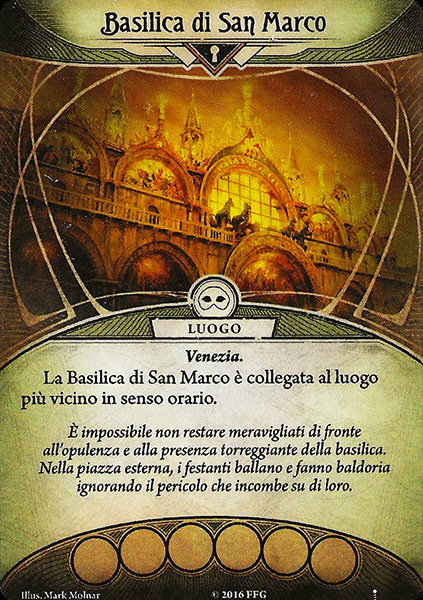 Basilica di San Marco
LUOGO
Venezia.
La Basilica di San Marco è collegata al luogo
più vicino in senso orario.
È impossibile non restare meravigliati di fronte
all'opulenza e alla presenza torreggiante della basilica.
Nella piazza esterna, i festanti ballano e fanno baldoria
ignorando il pericolo che incombe su di loro.
Illus. Mark Molnar
© 2016 FFG